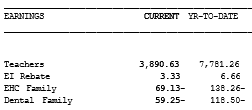 EARNINGS CURRENT YR-TO-DATE
Teachers 3,890.63 7,781.26
EI Rebate 3.33 6.66
EHC Family 69.13- 138.26-
Dental Family 59.25- 118.50-